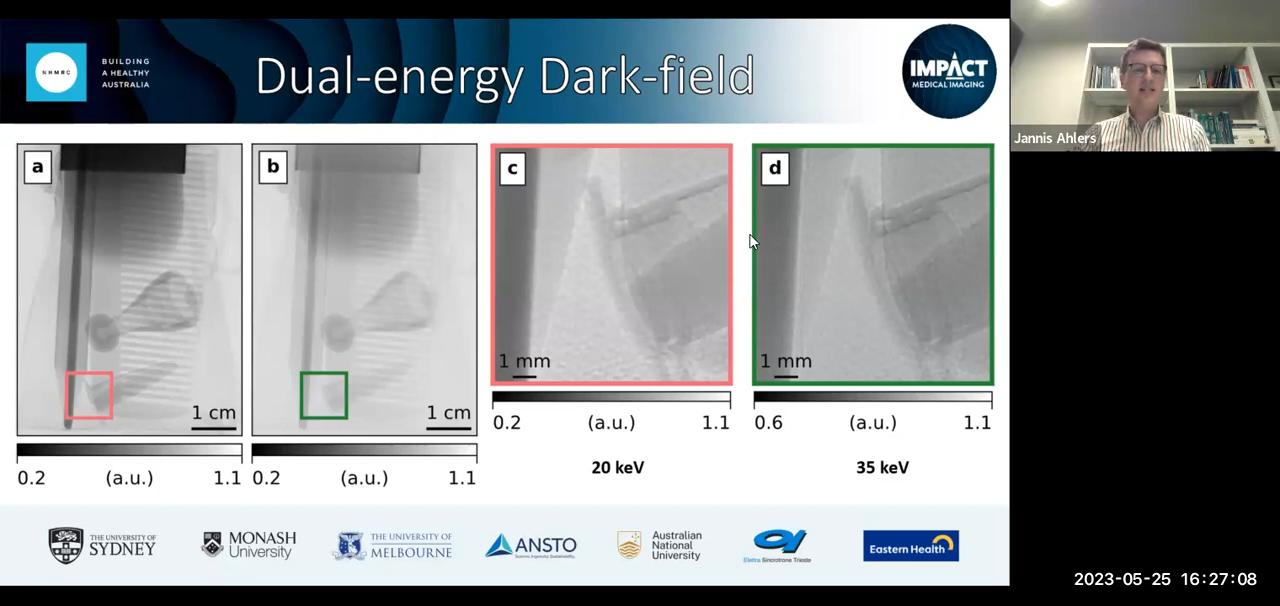 NHMRC
BUILDING
A HEALTHY
AUSTRALIA
Dual-energy Dark-field
IMPACT
MEDICAL IMAGING
Jannis Ahlers
a
b
c
d
1 cm
1 cm
1 mm
1 mm
0.2 (a.u.) 1.1
0.2 (a.u.) 1.1
0.2 (a.u.) 1.1
0.6 (a.u.) 1.1
20 keV
35 keV
THE UNIVERSITY OF
SYDNEY
MONASH
University
THE UNIVERSITY OF
MELBOURNE
ANSTO
Science. Ingenuity. Sustainability.
Australian
National
University
Elettra Sincrotrone Trieste
Eastern Health
2023-05-25 16:27:08